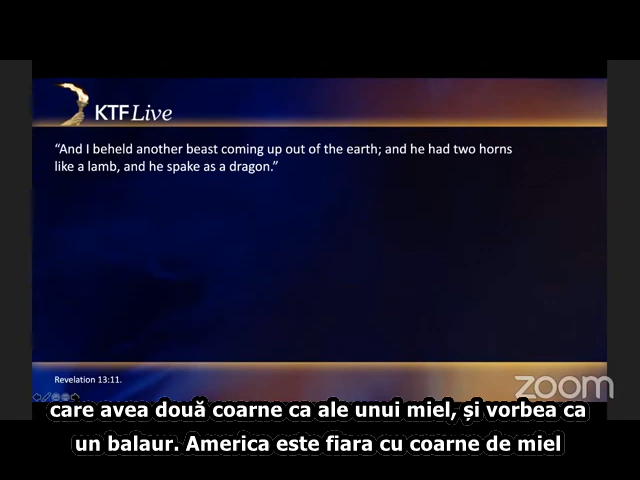 KTF Live
“And I beheld another beast coming up out of the earth; and he had two horns
like a lamb, and he spake as a dragon.”
Revelation 13:11.
zoom
care avea două coarne ca ale unui miel, și vorbea ca
un balaur. America este fiara cu coarne de miel